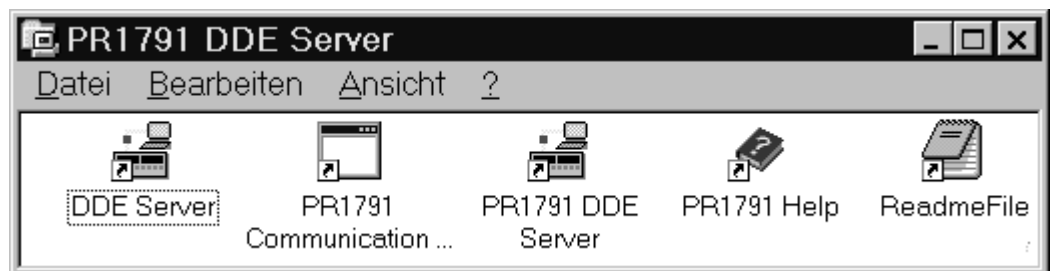 PR1791 DDE Server
Datei Bearbeiten Ansicht ?
DDE Server PR1791 PR1791 DDE PR1791 Help ReadmeFile
Communication ... Server